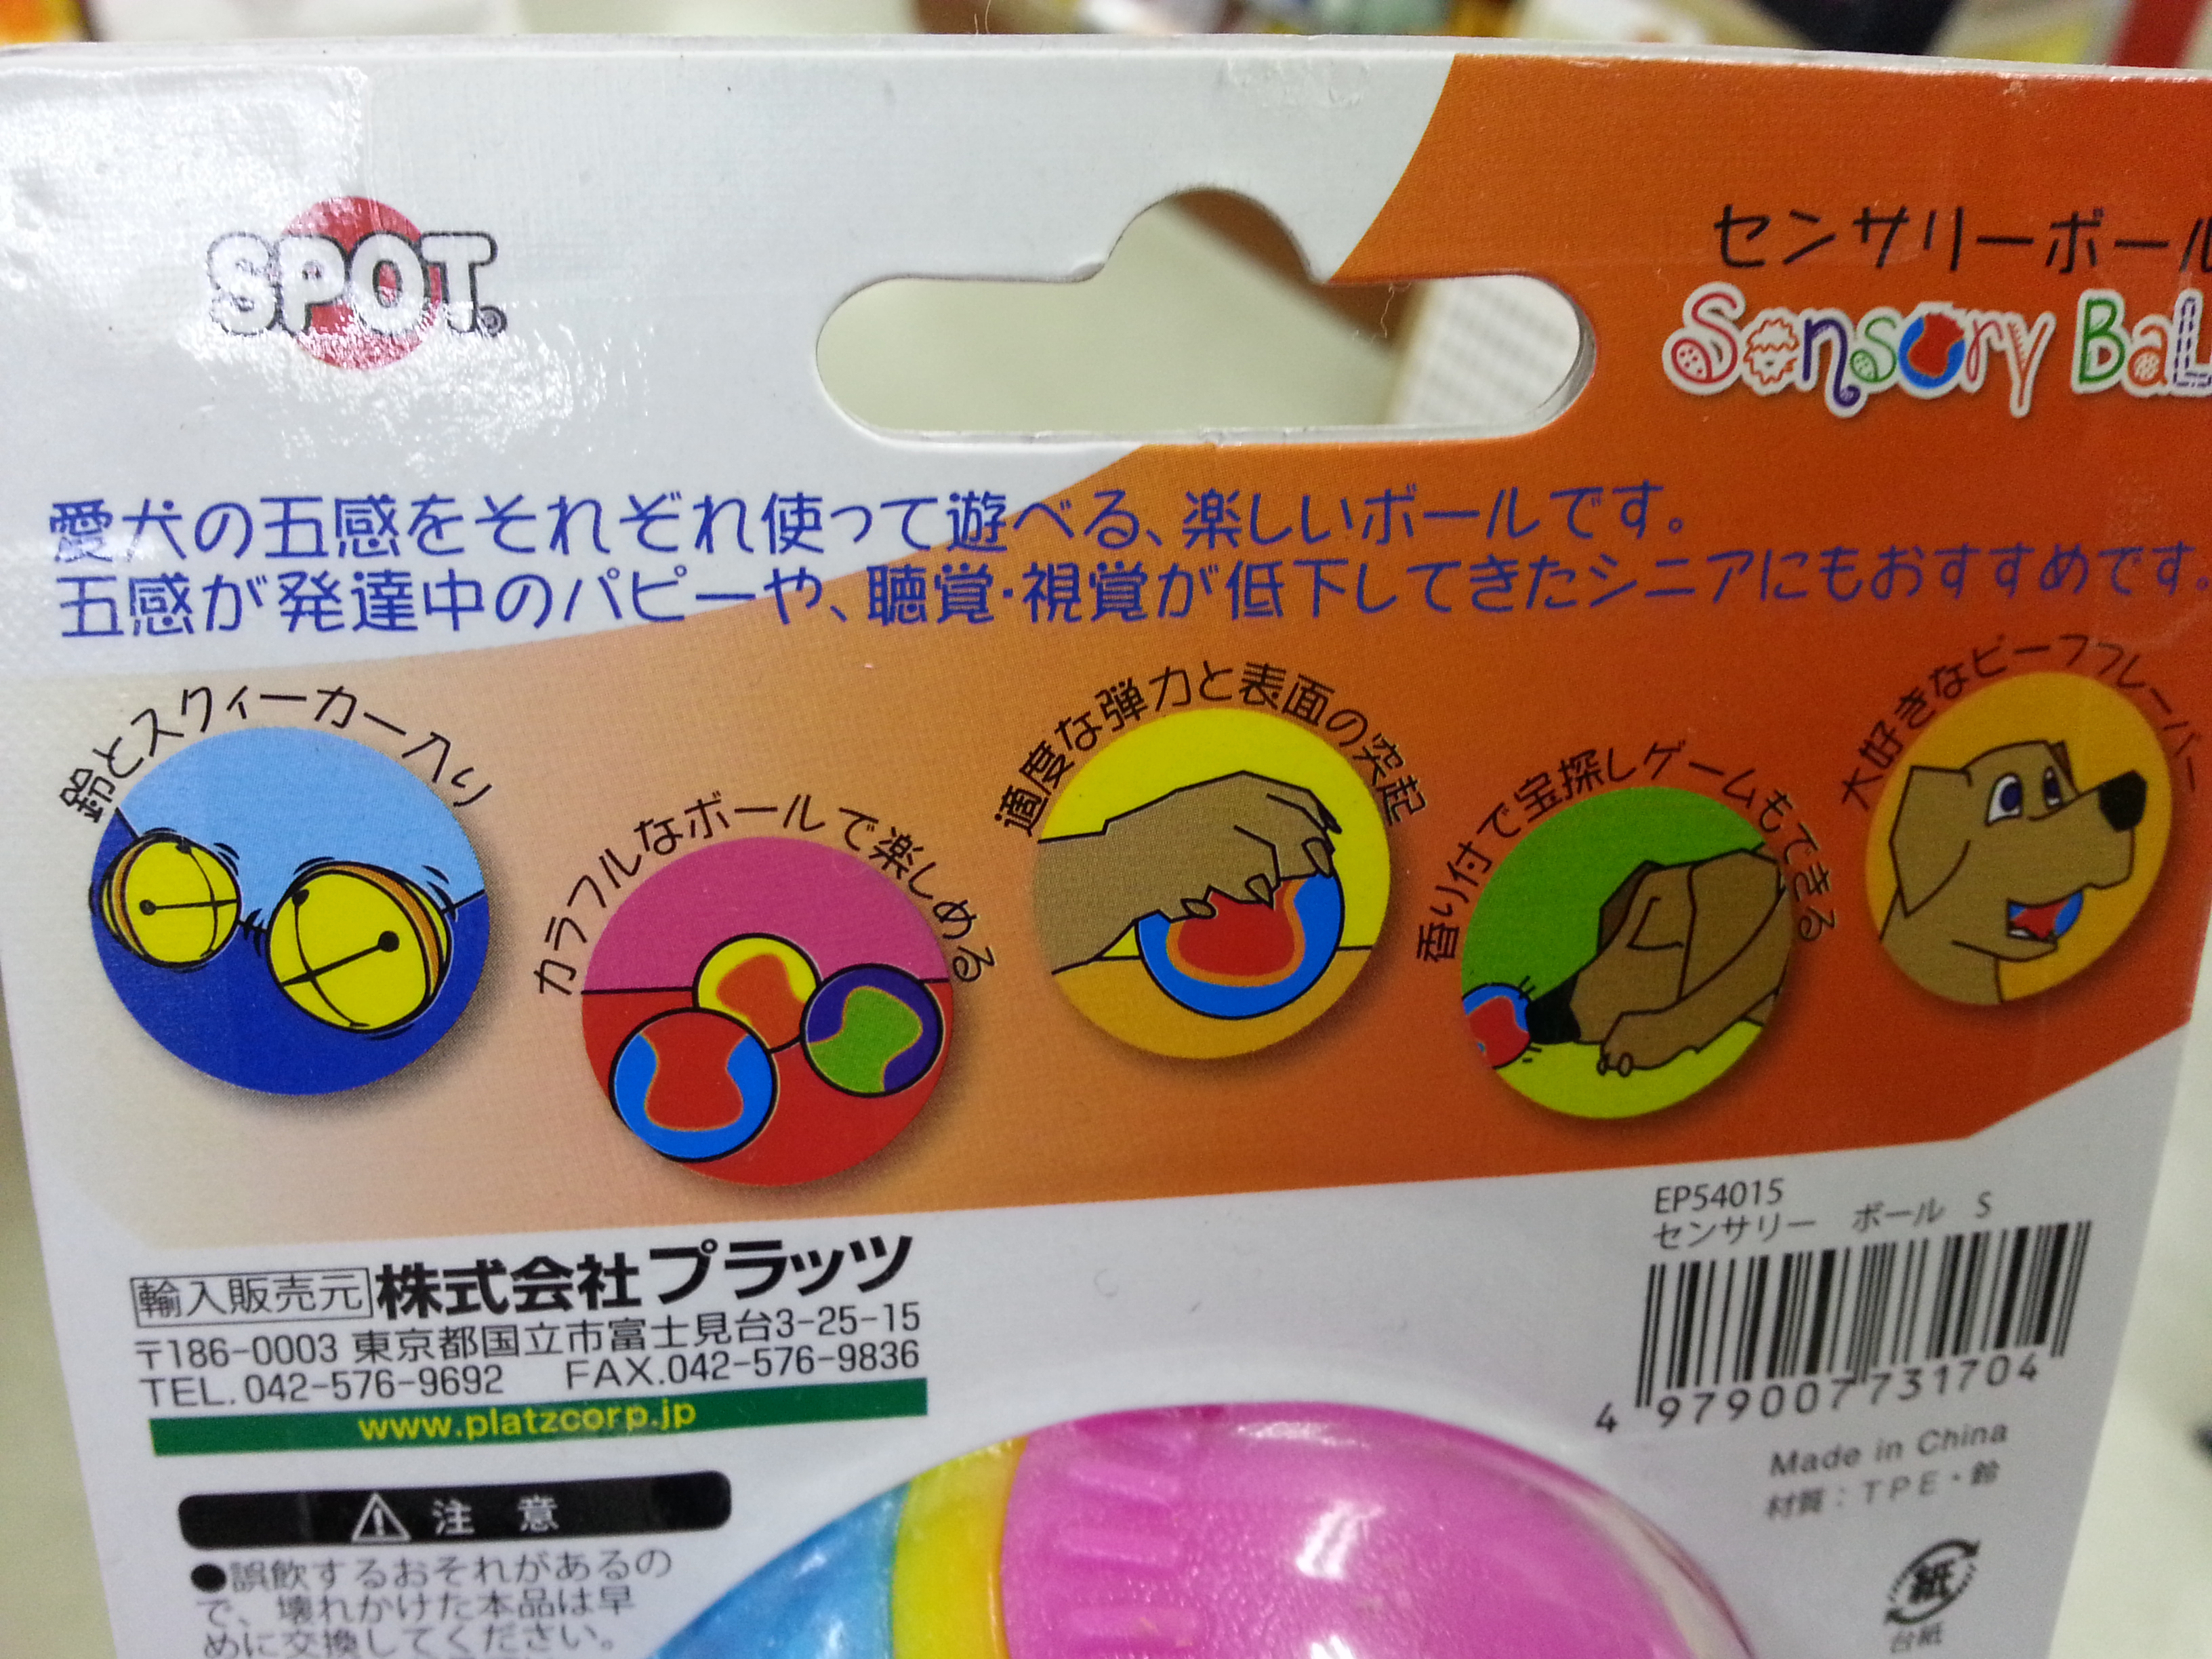 SPOT®
センサリーボール
Sensory Ball
愛犬の五感をそれぞれ使って遊べる、楽しいボールです。
五感が発達中のパピーや、聴覚・視覚が低下してきたシニアにもおすすめです。
鈴とスクィーカー入り
カラフルなボールで楽しめる
適度な弾力と表面の突起
香り付で宝探しゲームもできる
大好きなビーフフレーバー
EP54015
センサリー ボール S
4 979007 731704
Made in China
材質：TPE・鈴
紙
台紙
輸入販売元 株式会社プラッツ
〒186-0003 東京都国立市富士見台3-25-15
TEL.042-576-9692 FAX.042-576-9836
www.platzcorp.jp
注 意
●誤飲するおそれがあるの
で、壊れかけた本品は早
めに交換してください。